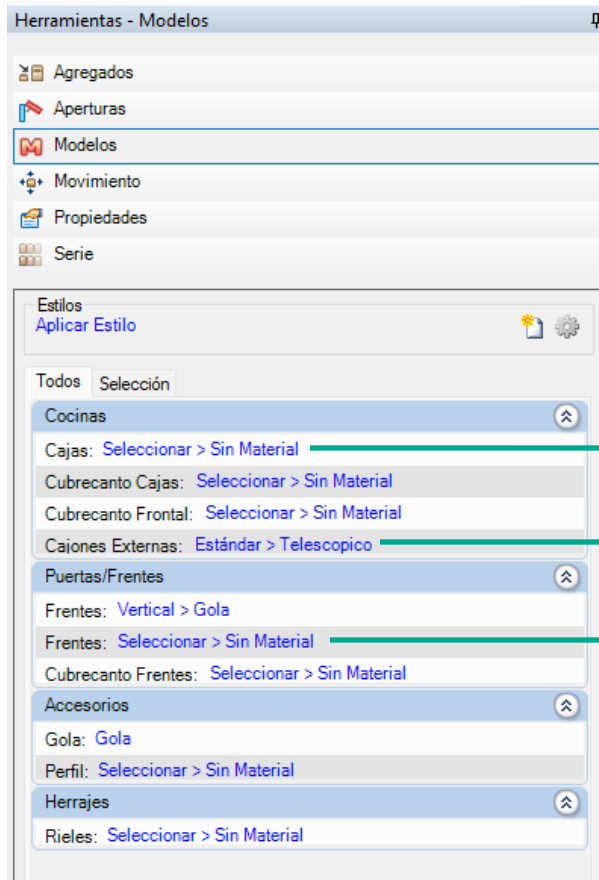 Herramientas - Modelos
Agregados
Aperturas
Modelos
Movimiento
Propiedades
Serie
Estilos
Aplicar Estilo
Todos Selección
Cocinas
Cajas: Seleccionar > Sin Material
Cubrecanto Cajas: Seleccionar > Sin Material
Cubrecanto Frontal: Seleccionar > Sin Material
Cajones Externas: Estándar > Telescopico
Puertas/Frentes
Frentes: Vertical > Gola
Frentes: Seleccionar > Sin Material
Cubrecanto Frentes: Seleccionar > Sin Material
Accesorios
Gola: Gola
Perfil: Seleccionar > Sin Material
Herrajes
Rieles: Seleccionar > Sin Material